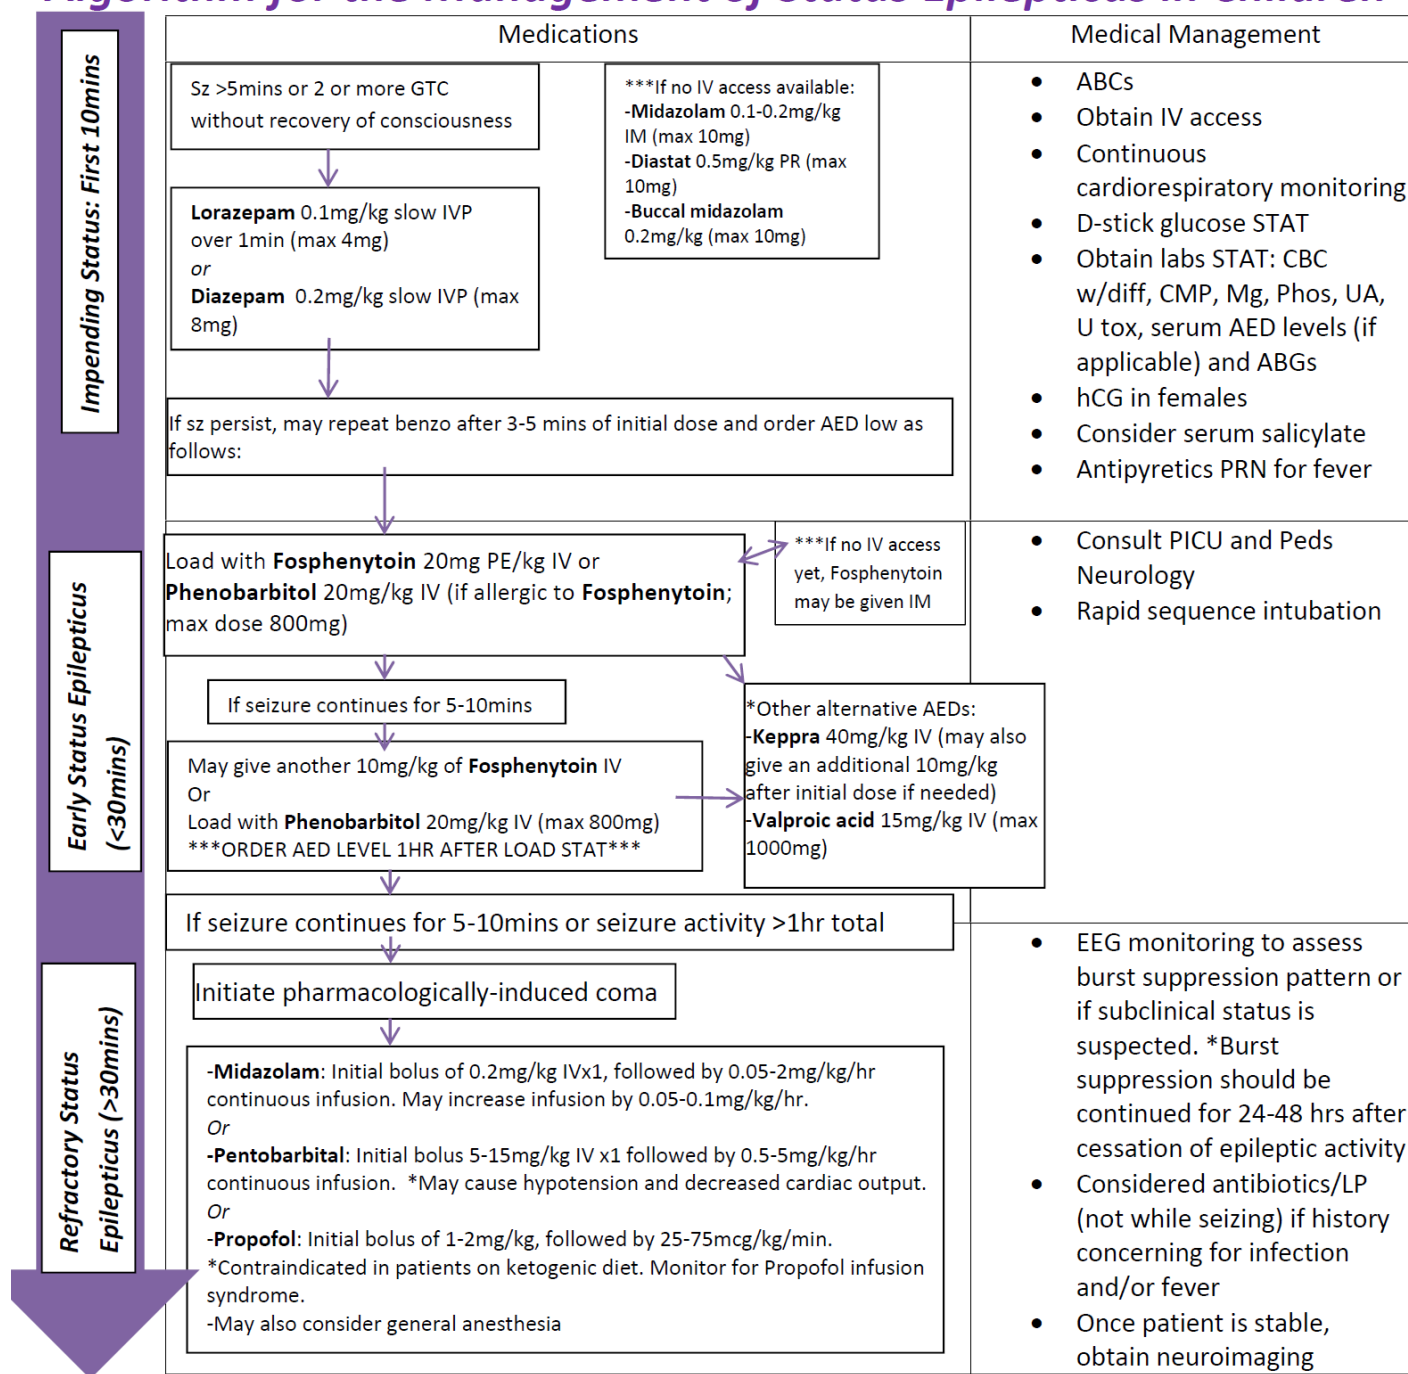 Algorithm for the Management of Status Epilepticus in Children
Medications
Medical Management
Impending Status: First 10mins
Sz >5mins or 2 or more GTC
without recovery of consciousness
***If no IV access available:
-Midazolam 0.1-0.2mg/kg
IM (max 10mg)
-Diastat 0.5mg/kg PR (max
10mg)
-Buccal midazolam
0.2mg/kg (max 10mg)
Lorazepam 0.1mg/kg slow IVP
over 1min (max 4mg)
or
Diazepam 0.2mg/kg slow IVP (max
8mg)
If sz persist, may repeat benzo after 3-5 mins of initial dose and order AED low as
follows:
• ABCs
• Obtain IV access
• Continuous
cardiorespiratory monitoring
• D-stick glucose STAT
• Obtain labs STAT: CBC
w/diff, CMP, Mg, Phos, UA,
U tox, serum AED levels (if
applicable) and ABGs
• hCG in females
• Consider serum salicylate
• Antipyretics PRN for fever
Early Status Epilepticus
(<30mins)
Load with Fosphenytoin 20mg PE/kg IV or
Phenobarbitol 20mg/kg IV (if allergic to Fosphenytoin;
max dose 800mg)
***If no IV access
yet, Fosphenytoin
may be given IM
If seizure continues for 5-10mins
May give another 10mg/kg of Fosphenytoin IV
Or
Load with Phenobarbitol 20mg/kg IV (max 800mg)
***ORDER AED LEVEL 1HR AFTER LOAD STAT***
*Other alternative AEDs:
-Keppra 40mg/kg IV (may also
give an additional 10mg/kg
after initial dose if needed)
-Valproic acid 15mg/kg IV (max
1000mg)
• Consult PICU and Peds
Neurology
• Rapid sequence intubation
If seizure continues for 5-10mins or seizure activity >1hr total
Refractory Status
Epilepticus (>30mins)
Initiate pharmacologically-induced coma
-Midazolam: Initial bolus of 0.2mg/kg IVx1, followed by 0.05-2mg/kg/hr
continuous infusion. May increase infusion by 0.05-0.1mg/kg/hr.
Or
-Pentobarbital: Initial bolus 5-15mg/kg IV x1 followed by 0.5-5mg/kg/hr
continuous infusion. *May cause hypotension and decreased cardiac output.
Or
-Propofol: Initial bolus of 1-2mg/kg, followed by 25-75mcg/kg/min.
*Contraindicated in patients on ketogenic diet. Monitor for Propofol infusion
syndrome.
-May also consider general anesthesia
• EEG monitoring to assess
burst suppression pattern or
if subclinical status is
suspected. *Burst
suppression should be
continued for 24-48 hrs after
cessation of epileptic activity
• Considered antibiotics/LP
(not while seizing) if history
concerning for infection
and/or fever
• Once patient is stable,
obtain neuroimaging